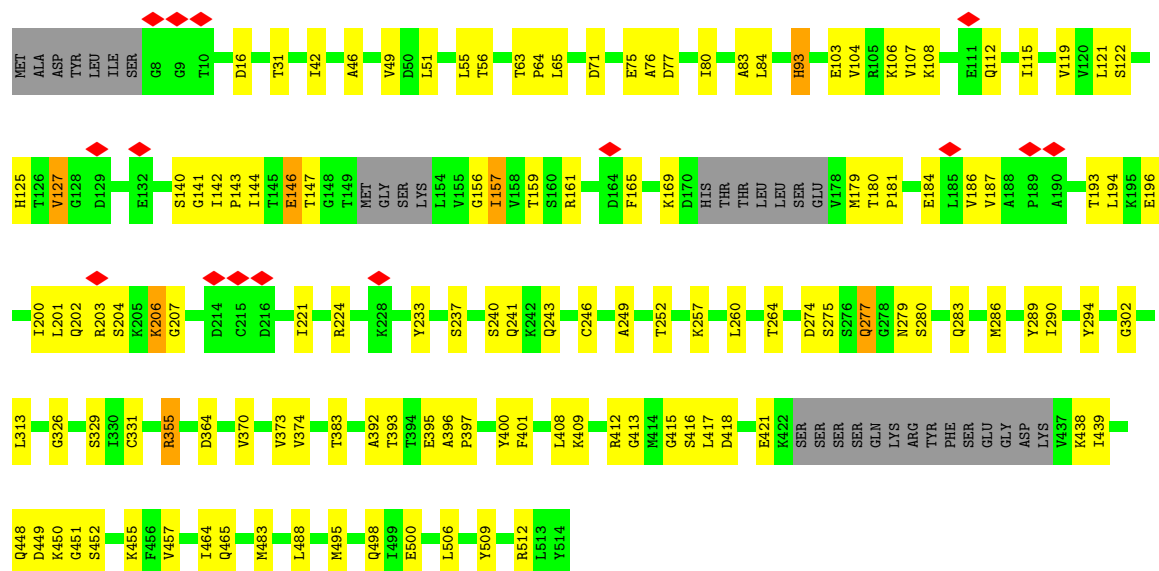 MET ALA ASP TYR LEU ILE SER G8 G9 T10 D16 T31 I42 A46 V49 D50 L51 L55 T56 T63 P64 L65 D71 E75 A76 D77 I80 A83 L84 H93 E103 V104 R105 K106 V107 K108 E111 Q112 I115 V119 V120 L121 S122
H125 T126 V127 G128 D129 E132 S140 G141 I142 P143 I144 T145 E146 T147 G148 T149 MET GLY SER LYS L154 V155 G156 I157 V158 T159 S160 R161 D164 F165 K169 D170 HIS THR THR LEU LEU SER GLU V178 M179 T180 P181 E184 L185 V186 V187 A188 P189 A190 T193 L194 K195 E196
I200 L201 Q202 R203 S204 K205 K206 G207 D214 C215 D216 I221 R224 K228 Y233 S237 S240 Q241 K242 Q243 C246 A249 T252 K257 L260 T264 D274 S275 S276 Q277 G278 N279 S280 Q283 M286 Y289 I290 Y294 G302
L313 G326 S329 I330 C331 R355 D364 V370 V373 V374 T383 A392 T393 T394 E395 A396 P397 Y400 F401 L408 K409 R412 G413 M414 G415 S416 L417 D418 E421 K422 SER SER SER SER GLN LYS ARG TYR PHE SER GLU GLY ASP LYS V437 K438 I439
Q448 D449 K450 G451 S452 K455 F456 V457 I464 Q465 M483 L488 M495 Q498 I499 E500 L506 Y509 R512 L513 Y514